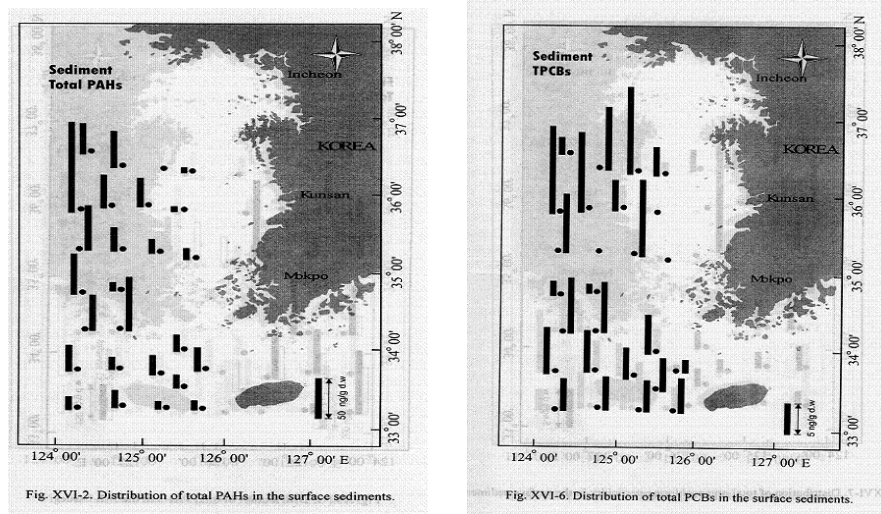 Sediment
Total PAHs
Incheon
KOREA
Kunsan
Mokpo
38° 00' N
37° 00'
36° 00'
35° 00'
34° 00'
33° 00'
50 ng/g d.w
124° 00' 125° 00' 126° 00' 127° 00' E
Fig. XVI-2. Distribution of total PAHs in the surface sediments.
Sediment
TPCBs
Incheon
KOREA
Kunsan
Mokpo
38° 00' N
37° 00'
36° 00'
35° 00'
34° 00'
33° 00'
5 ng/g d.w
124° 00' 125° 00' 126° 00' 127° 00' E
Fig. XVI-6. Distribution of total PCBs in the surface sediments.